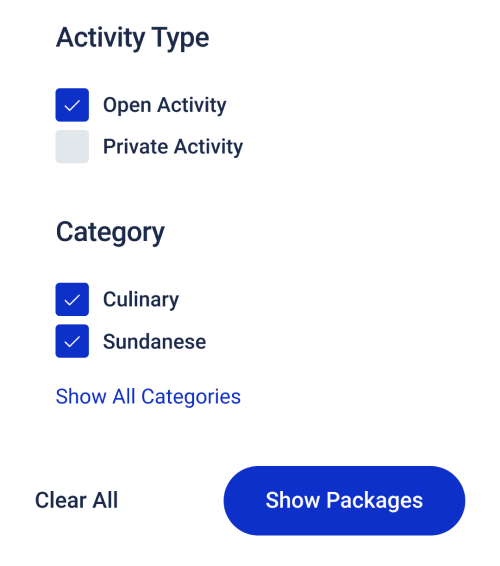 Activity Type
Open Activity
Private Activity
Category
Culinary
Sundanese
Show All Categories
Clear All
Show Packages